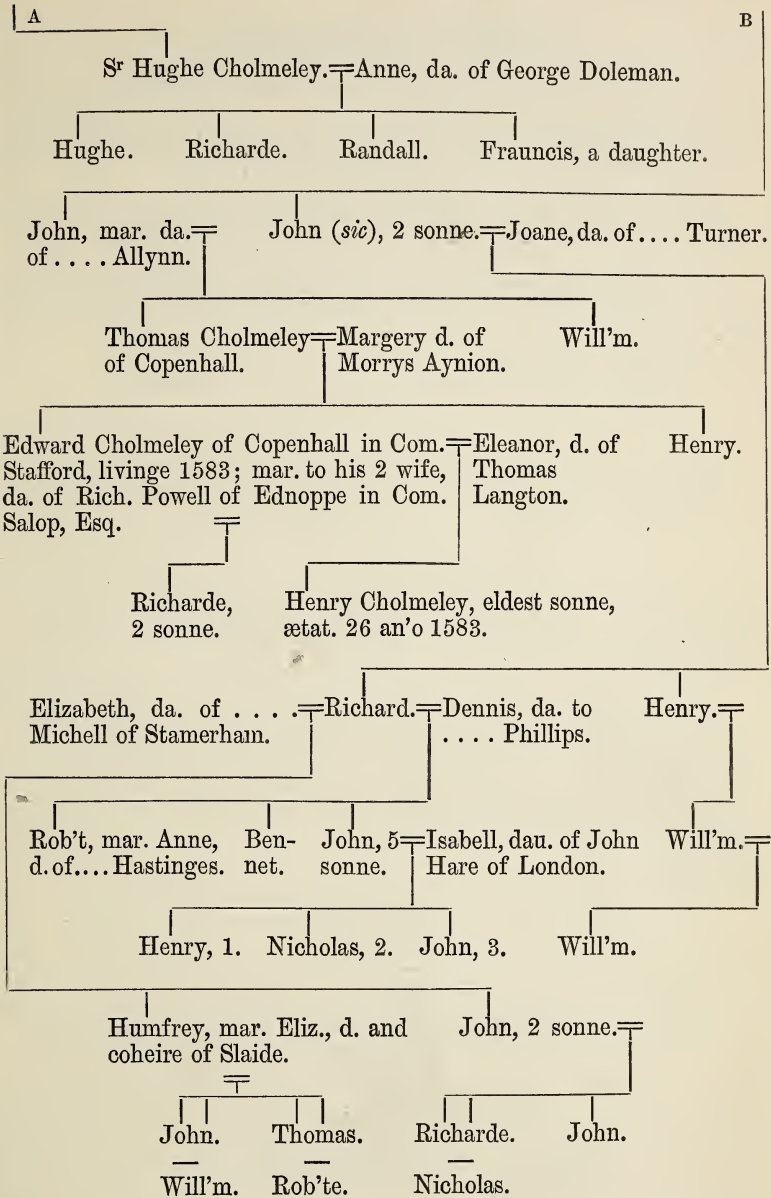 A B
Sr Hughe Cholmeley.=Anne, da. of George Doleman.
Hughe. Richarde. Randall. Frauncis, a daughter.
John, mar. da.= John (sic), 2 sonne.=Joane, da. of.... Turner.
of .... Allynn.
Thomas Cholmeley=Margery d. of Will'm.
of Copenhall. Morrys Aynion.
Edward Cholmeley of Copenhall in Com.=Eleanor, d. of Henry.
Stafford, livinge 1583; mar. to his 2 wife, Thomas
da. of Rich. Powell of Ednoppe in Com. Langton.
Salop, Esq.
Richarde, Henry Cholmeley, eldest sonne,
2 sonne. ætat. 26 an'o 1583.
Elizabeth, da. of ....=Richard.=Dennis, da. to Henry.=
Michell of Stamerham. .... Phillips.
Rob't, mar. Anne, Ben- John, 5=Isabell, dau. of John Will'm.=
d. of.... Hastinges. net. sonne. Hare of London.
Henry, 1. Nicholas, 2. John, 3. Will'm.
Humfrey, mar. Eliz., d. and John, 2 sonne.=
coheire of Slaide.
John. Thomas. Richarde. John.
Will'm. Rob'te. Nicholas.